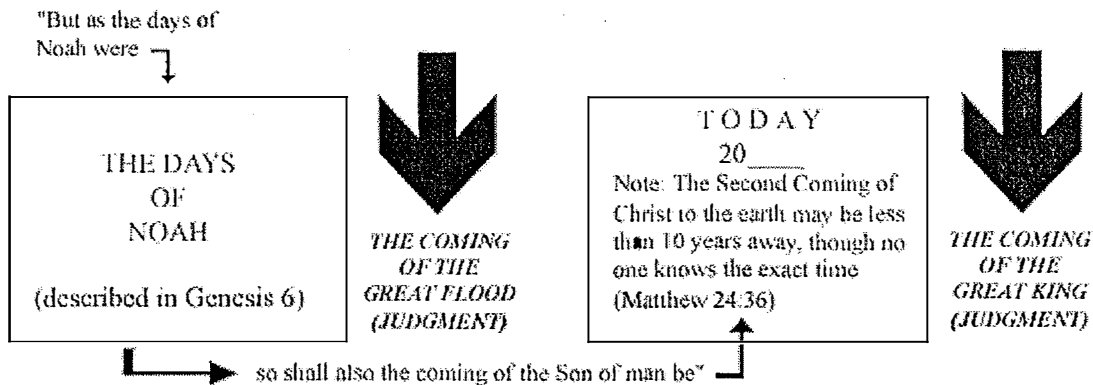 "But as the days of
Noah were
THE DAYS
OF
NOAH
(described in Genesis 6)
THE COMING
OF THE
GREAT FLOOD
(JUDGMENT)
T O D A Y
20____
Note: The Second Coming of
Christ to the earth may be less
than 10 years away, though no
one knows the exact time
(Matthew 24:36)
THE COMING
OF THE
GREAT KING
(JUDGMENT)
so shall also the coming of the Son of man be"